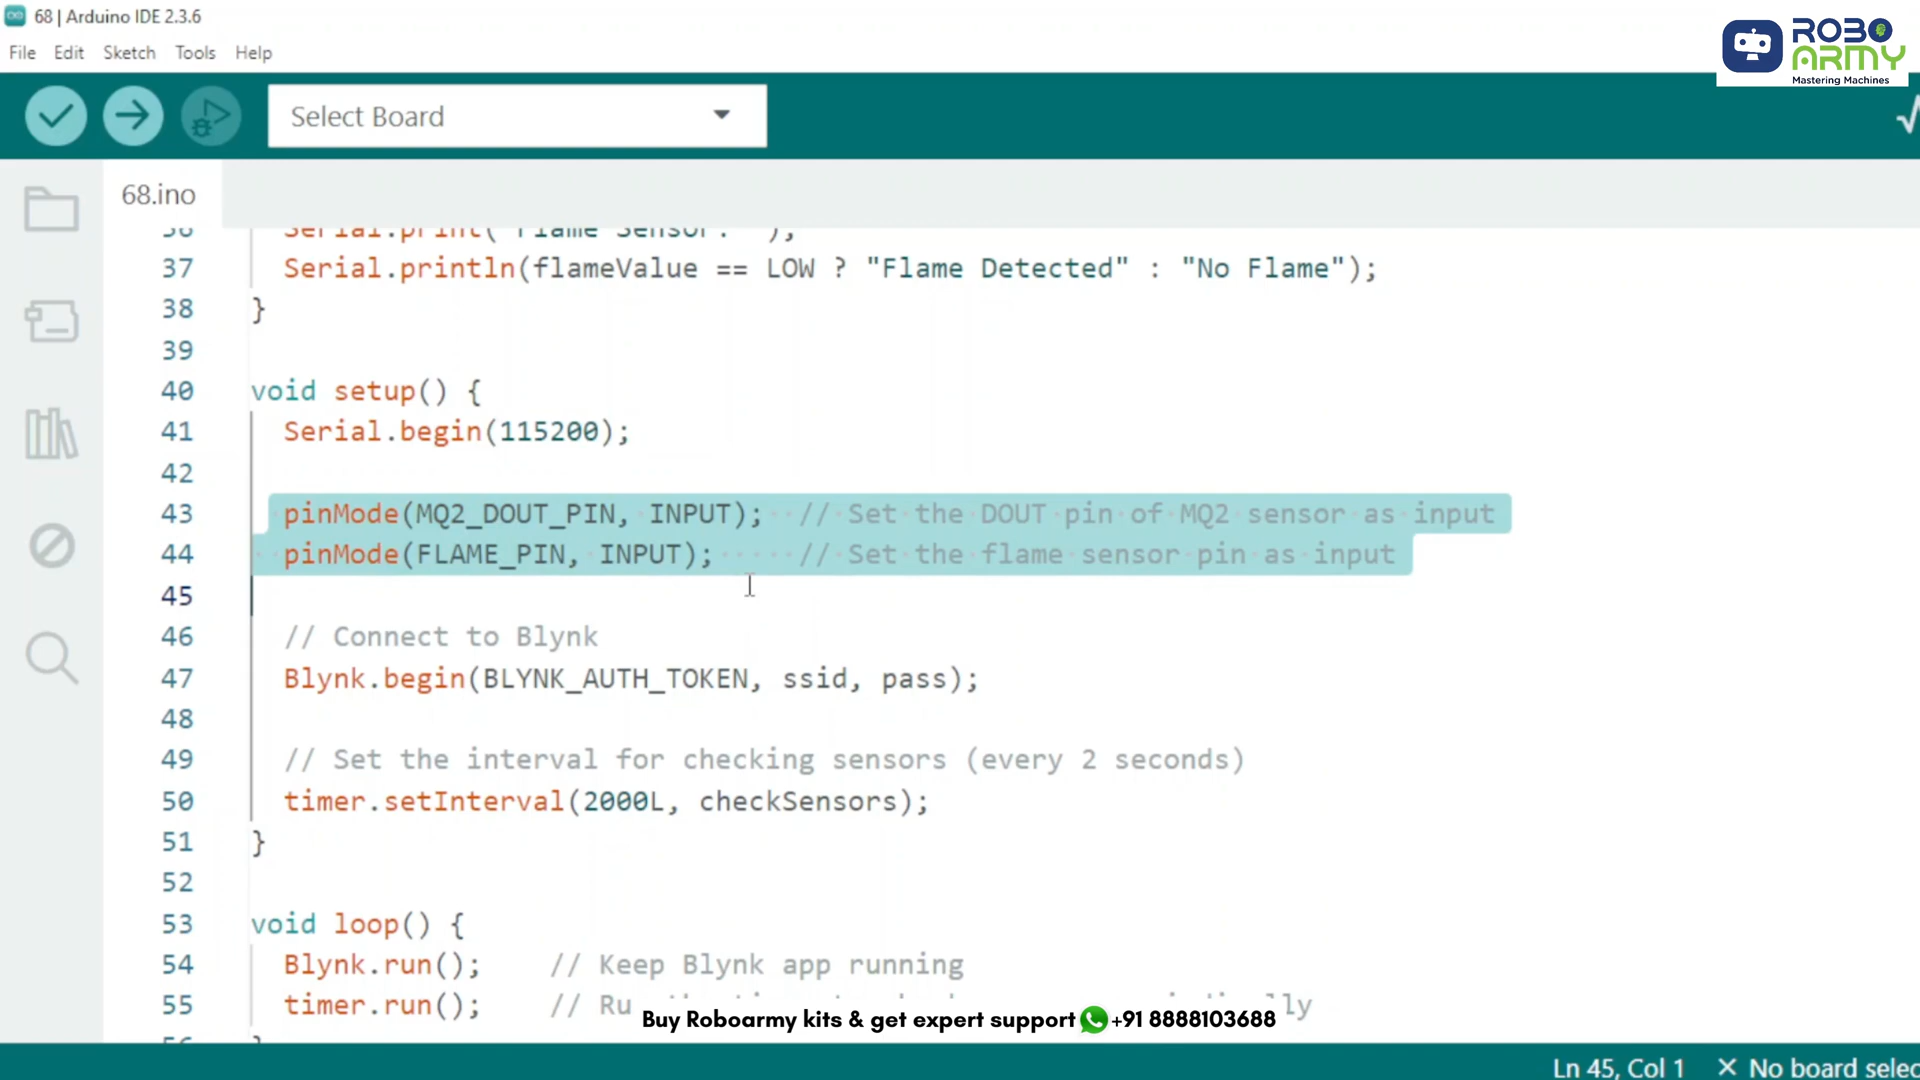 68 | Arduino IDE 2.3.6
ROBO ARMY
Mastering Machines
File Edit Sketch Tools Help
Select Board
68.ino
36 Serial.print("Flame Sensor: ");
37 Serial.println(flameValue == LOW ? "Flame Detected" : "No Flame");
38 }
39
40 void setup() {
41 Serial.begin(115200);
42
43 pinMode(MQ2_DOUT_PIN, INPUT); // Set the DOUT pin of MQ2 sensor as input
44 pinMode(FLAME_PIN, INPUT); // Set the flame sensor pin as input
45
46 // Connect to Blynk
47 Blynk.begin(BLYNK_AUTH_TOKEN, ssid, pass);
48
49 // Set the interval for checking sensors (every 2 seconds)
50 timer.setInterval(2000L, checkSensors);
51 }
52
53 void loop() {
54 Blynk.run(); // Keep Blynk app running
55 timer.run(); //
Buy Roboarmy kits & get expert support +91 8888103688
Ln 45, Col 1 × No board selec